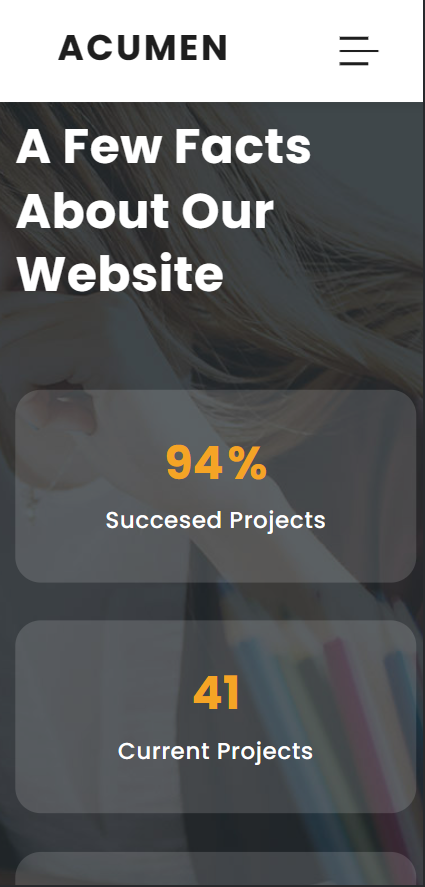 ACUMEN
A Few Facts
About Our
Website
94%
Succesed Projects
41
Current Projects